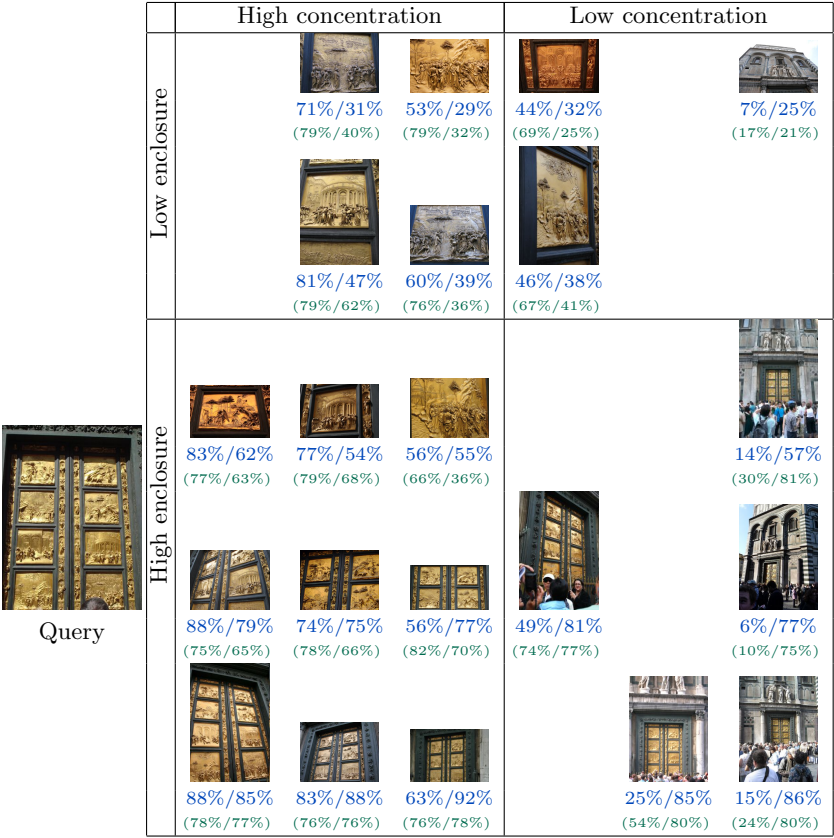 High concentration Low concentration
Low enclosure
71%/31% 53%/29% 44%/32% 7%/25%
(79%/40%) (79%/32%) (69%/25%) (17%/21%)
81%/47% 60%/39% 46%/38%
(79%/62%) (76%/36%) (67%/41%)
High enclosure
83%/62% 77%/54% 56%/55% 14%/57%
(77%/63%) (79%/68%) (66%/36%) (30%/81%)
Query
88%/79% 74%/75% 56%/77% 49%/81% 6%/77%
(75%/65%) (78%/66%) (82%/70%) (74%/77%) (10%/75%)
88%/85% 83%/88% 63%/92% 25%/85% 15%/86%
(78%/77%) (76%/76%) (76%/78%) (54%/80%) (24%/80%)